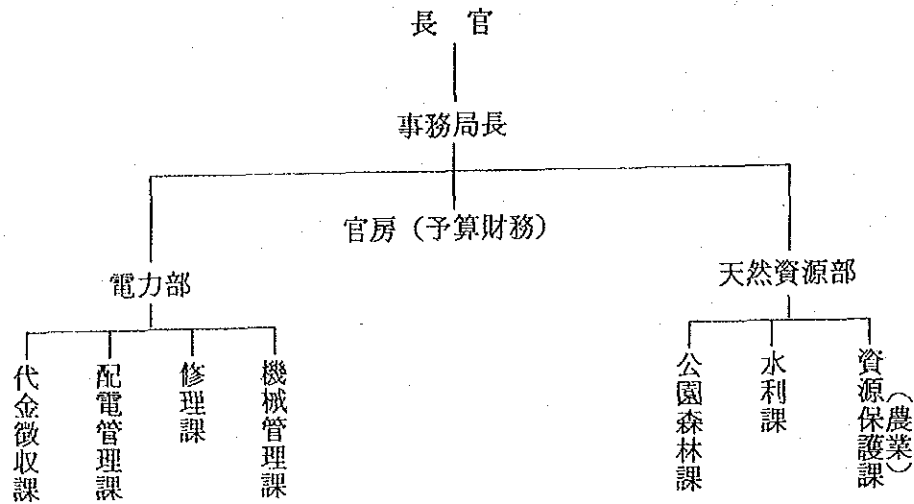 長官
事務局長
官房（予算財務）
電力部
天然資源部
代金徴収課
配電管理課
修理課
機械管理課
公園森林課
水利課
資源保護課
（農業）